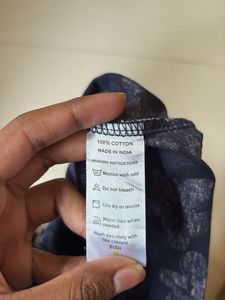 100% COTTON
MADE IN INDIA
WASHING INSTRUCTIONS
Machine wash cold
Do not bleach
Line dry on reverse
Warm iron when
needed
Wash separately with
like colours
SUDI